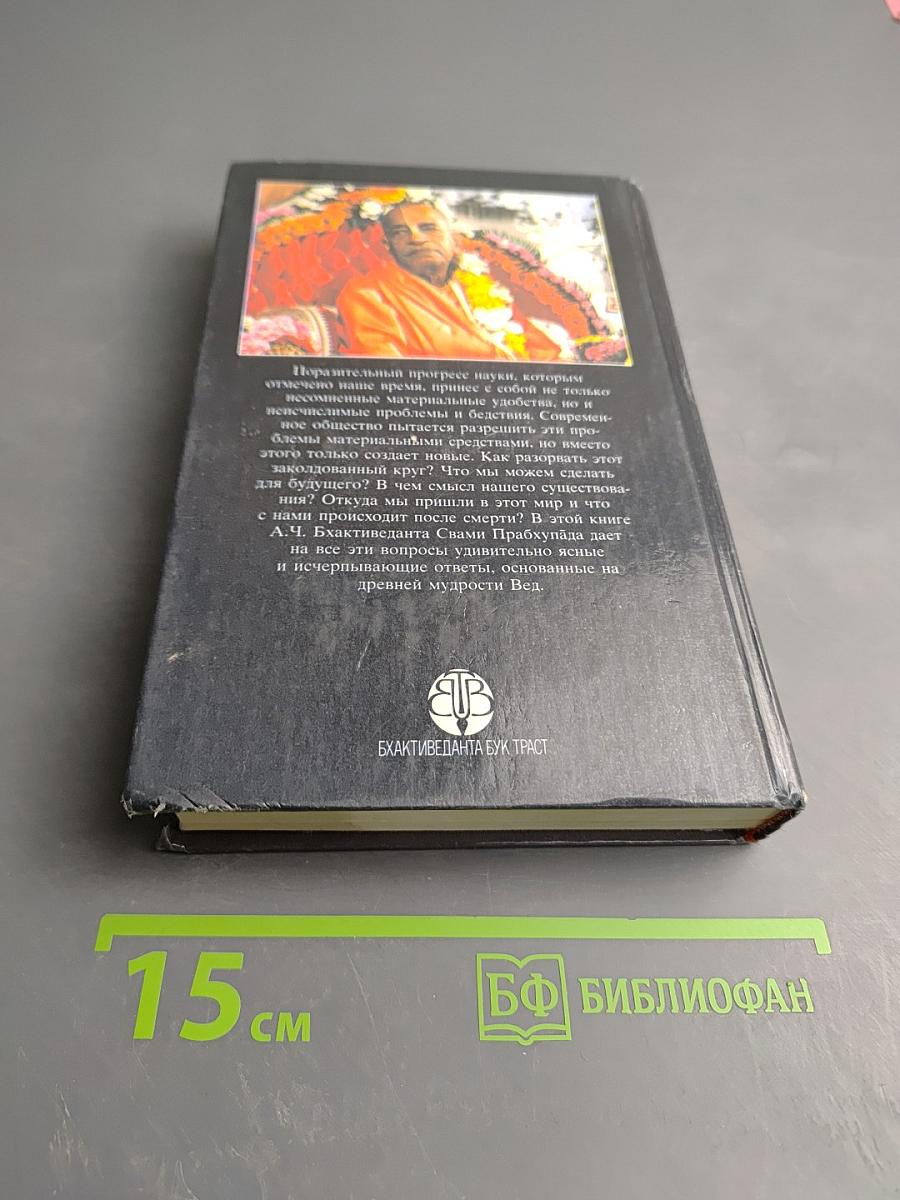 Поразительный прогресс науки, которым
отмечено наше время, принес с собой не только
несомненные материальные удобства, но и
неисчислимые проблемы и бедствия. Современ-
ное общество пытается разрешить эти про-
блемы материальными средствами, но вместо
этого только создает новые. Как разорвать этот
заколдованный круг? Что мы можем сделать
для будущего? В чем смысл нашего существова-
ния? Откуда мы пришли в этот мир и что
с нами происходит после смерти? В этой книге
А.Ч. Бхактиведанта Свами Прабхупāда дает
на все эти вопросы удивительно ясные
и исчерпывающие ответы, основанные на
древней мудрости Вед.
BTB
БХАКТИВЕДАНТА БУК ТРАСТ
15 см
БФ БИБЛИОФАН